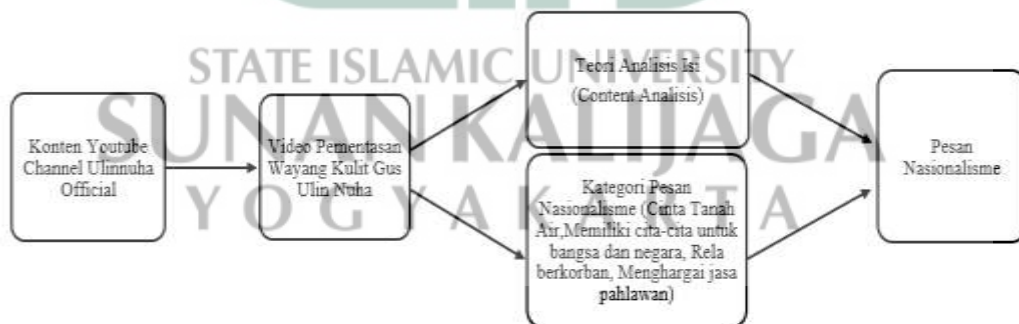 STATE ISLAMIC UNIVERSITY
SUNAN KALIJAGA
YOGYAKARTA
Konten Youtube
Channel Ulinnuha
Official
Video Pementasan
Wayang Kulit Gus
Ulin Nuha
Teori Analisis Isi
(Content Analisis)
Kategori Pesan
Nasionalisme (Cinta Tanah
Air,Memiliki cita-cita untuk
bangsa dan negara, Rela
berkorban, Menghargai jasa
pahlawan)
Pesan
Nasionalisme